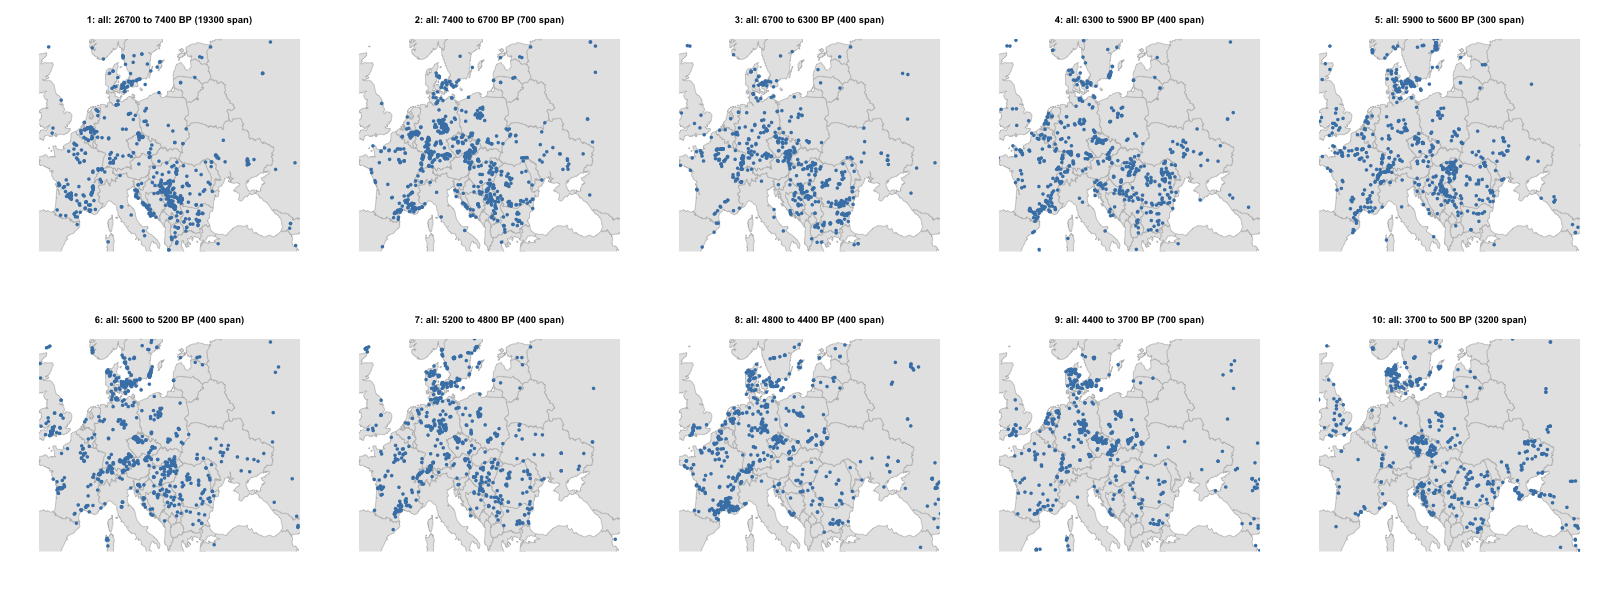 1: all: 26700 to 7400 BP (19300 span)
2: all: 7400 to 6700 BP (700 span)
3: all: 6700 to 6300 BP (400 span)
4: all: 6300 to 5900 BP (400 span)
5: all: 5900 to 5600 BP (300 span)
6: all: 5600 to 5200 BP (400 span)
7: all: 5200 to 4800 BP (400 span)
8: all: 4800 to 4400 BP (400 span)
9: all: 4400 to 3700 BP (700 span)
10: all: 3700 to 500 BP (3200 span)